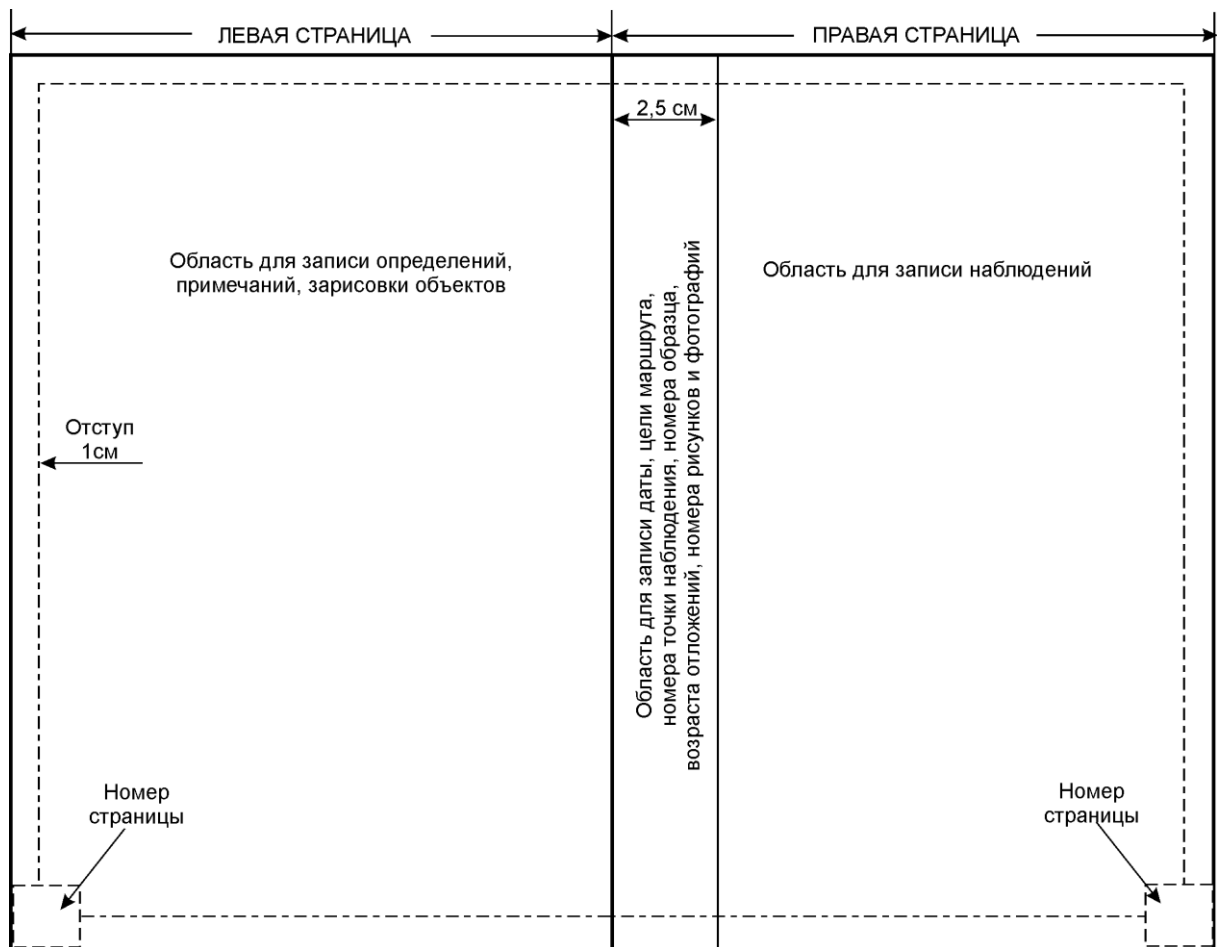 ЛЕВАЯ СТРАНИЦА
ПРАВАЯ СТРАНИЦА
2,5 см
Область для записи определений,
примечаний, зарисовки объектов
Область для записи даты, цели маршрута,
номера точки наблюдения, номера образца,
возраста отложений, номера рисунков и фотографий
Область для записи наблюдений
Отступ
1см
Номер
страницы
Номер
страницы